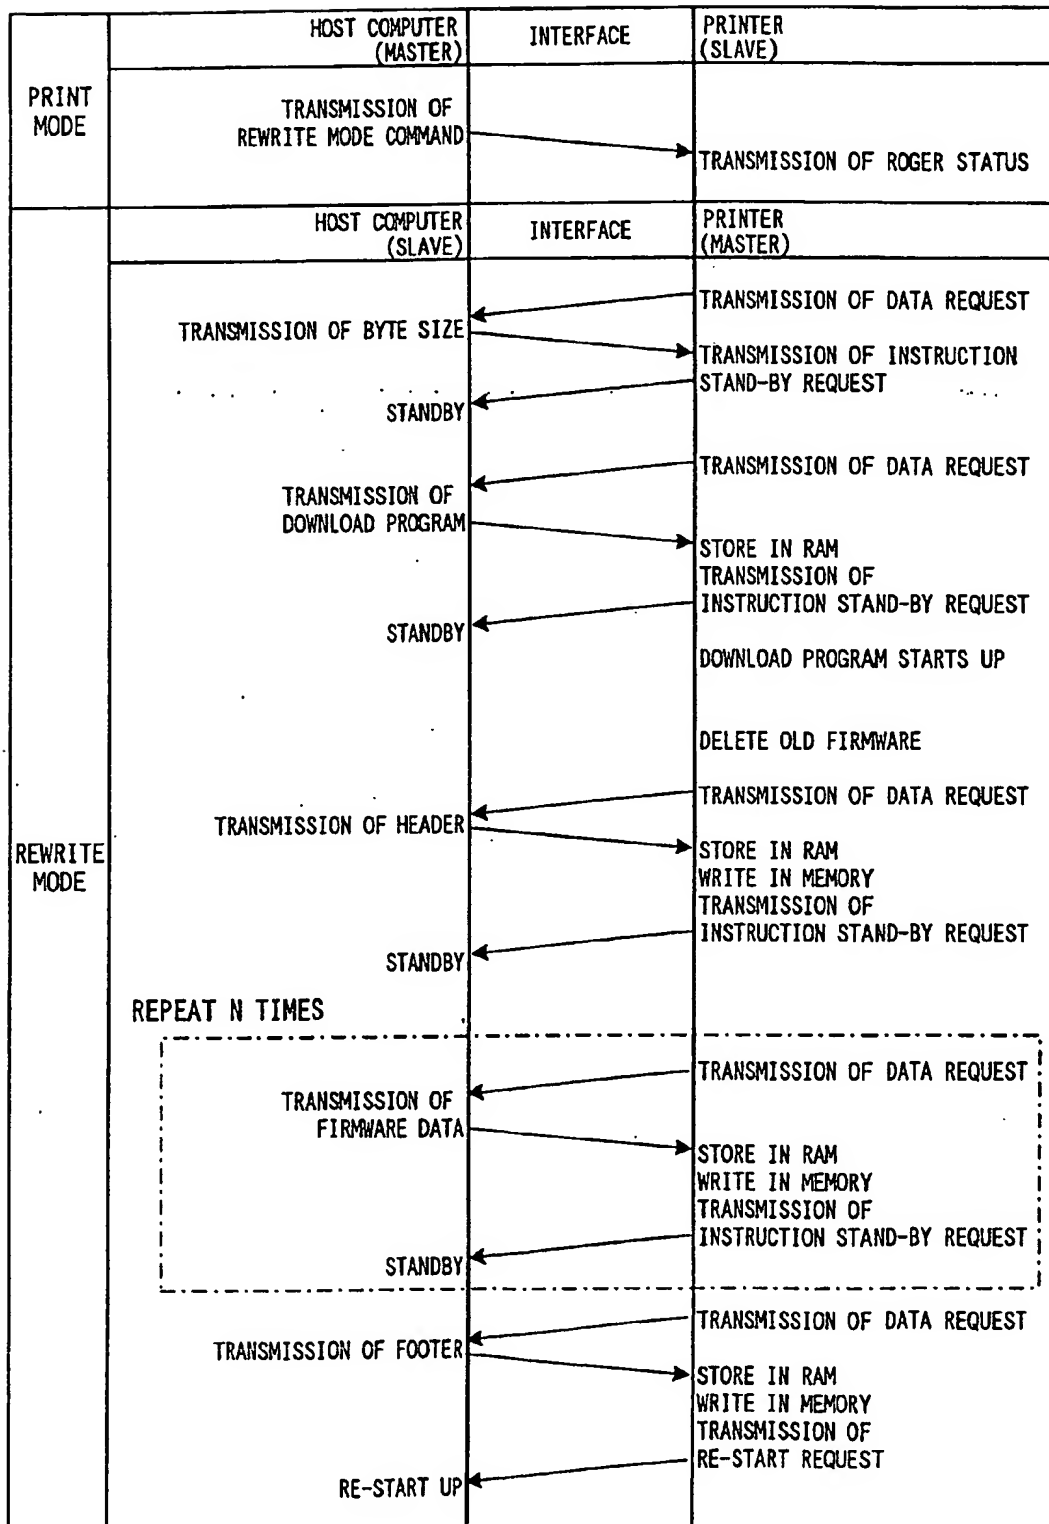 HOST COMPUTER
(MASTER)
INTERFACE
PRINTER
(SLAVE)
PRINT
MODE
TRANSMISSION OF
REWRITE MODE COMMAND
TRANSMISSION OF ROGER STATUS
HOST COMPUTER
(SLAVE)
INTERFACE
PRINTER
(MASTER)
TRANSMISSION OF DATA REQUEST
TRANSMISSION OF BYTE SIZE
TRANSMISSION OF INSTRUCTION
STAND-BY REQUEST
STANDBY
TRANSMISSION OF DATA REQUEST
TRANSMISSION OF
DOWNLOAD PROGRAM
STORE IN RAM
TRANSMISSION OF
INSTRUCTION STAND-BY REQUEST
STANDBY
DOWNLOAD PROGRAM STARTS UP
DELETE OLD FIRMWARE
TRANSMISSION OF DATA REQUEST
TRANSMISSION OF HEADER
REWRITE
MODE
STORE IN RAM
WRITE IN MEMORY
TRANSMISSION OF
INSTRUCTION STAND-BY REQUEST
STANDBY
REPEAT N TIMES
TRANSMISSION OF DATA REQUEST
TRANSMISSION OF
FIRMWARE DATA
STORE IN RAM
WRITE IN MEMORY
TRANSMISSION OF
INSTRUCTION STAND-BY REQUEST
STANDBY
TRANSMISSION OF DATA REQUEST
TRANSMISSION OF FOOTER
STORE IN RAM
WRITE IN MEMORY
TRANSMISSION OF
RE-START REQUEST
RE-START UP